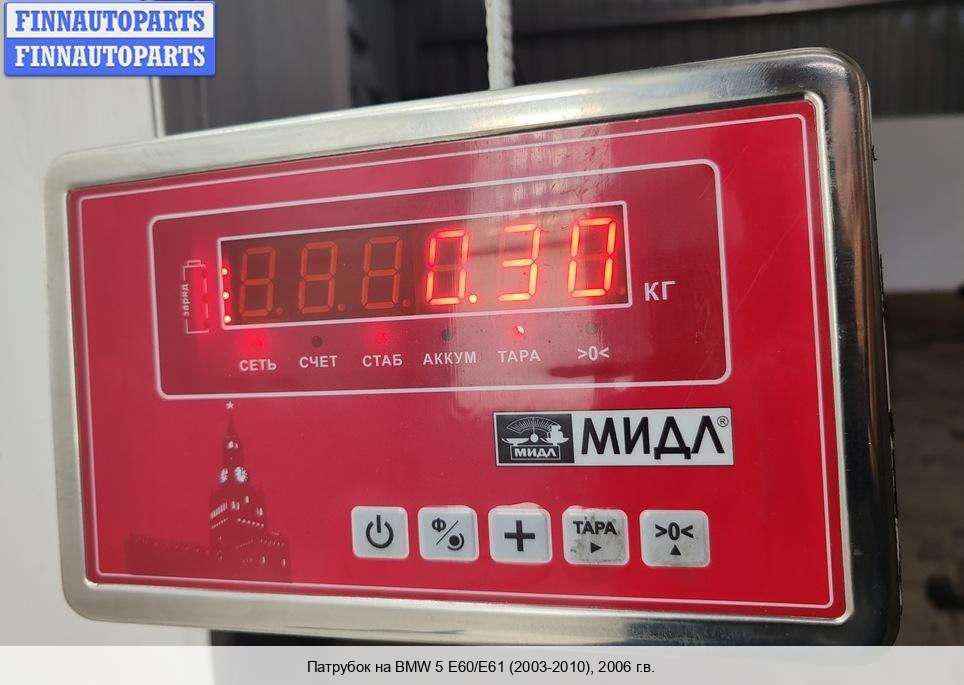 FINNAUTOPARTS
FINNAUTOPARTS
0.30
КГ
заряд
СЕТЬ СЧЕТ СТАБ АККУМ ТАРА >0<
МИДЛ МИДЛ®
Ф ТАРА >0<
Патрубок на BMW 5 E60/E61 (2003-2010), 2006 г.в.